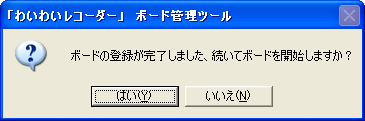 「わいわいレコーダー」 ボード管理ツール
ボードの登録が完了しました、続いてボードを開始しますか？
はい(Y)
いいえ(N)